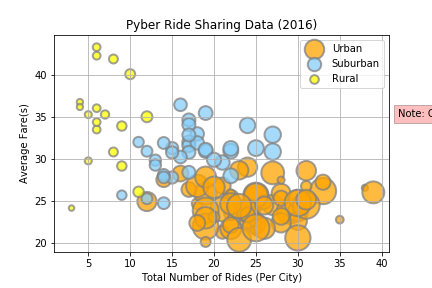 Pyber Ride Sharing Data (2016)
Urban
Suburban
Rural
Note:
Average Fare(s)
40
35
30
25
20
5 10 15 20 25 30 35 40
Total Number of Rides (Per City)